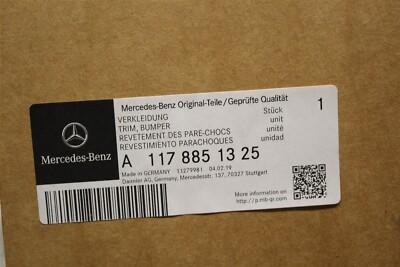 Mercedes-Benz Original-Teile/Geprüfte Qualität
VERKLEIDUNG Stück 1
TRIM, BUMPER unit
REVETEMENT DES PARE-CHOCS unité
REVESTIMIENTO PARACHOQUES unidad
Mercedes-Benz
A 117 885 13 25
Made in GERMANY 11279981 04.02.19
Daimler AG, Germany, Mercedesstr. 137, 70327 Stuttgart
More information on
http://p.mb-qr.com